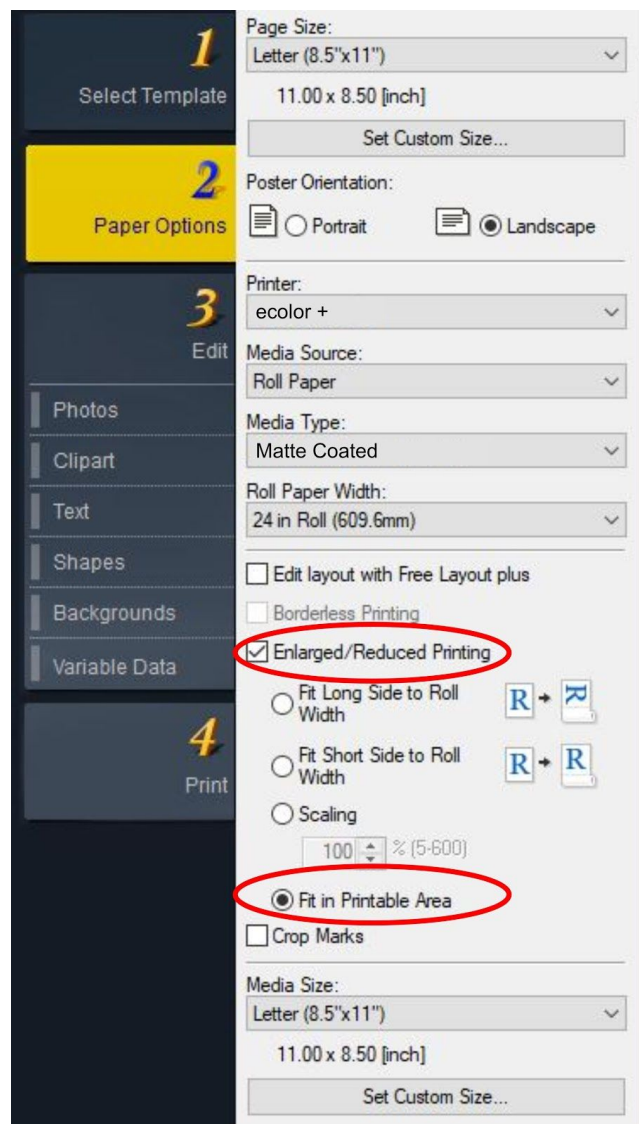 1
Select Template
2
Paper Options
3
Edit
Photos
Clipart
Text
Shapes
Backgrounds
Variable Data
4
Print
Page Size:
Letter (8.5"x11")
11.00 x 8.50 [inch]
Set Custom Size...
Poster Orientation:
Portrait
Landscape
Printer:
ecolor +
Media Source:
Roll Paper
Media Type:
Matte Coated
Roll Paper Width:
24 in Roll (609.6mm)
Edit layout with Free Layout plus
Borderless Printing
Enlarged/Reduced Printing
Fit Long Side to Roll
Width
R R
Fit Short Side to Roll
Width
R R
Scaling
100 % (5-600)
Fit in Printable Area
Crop Marks
Media Size:
Letter (8.5"x11")
11.00 x 8.50 [inch]
Set Custom Size...